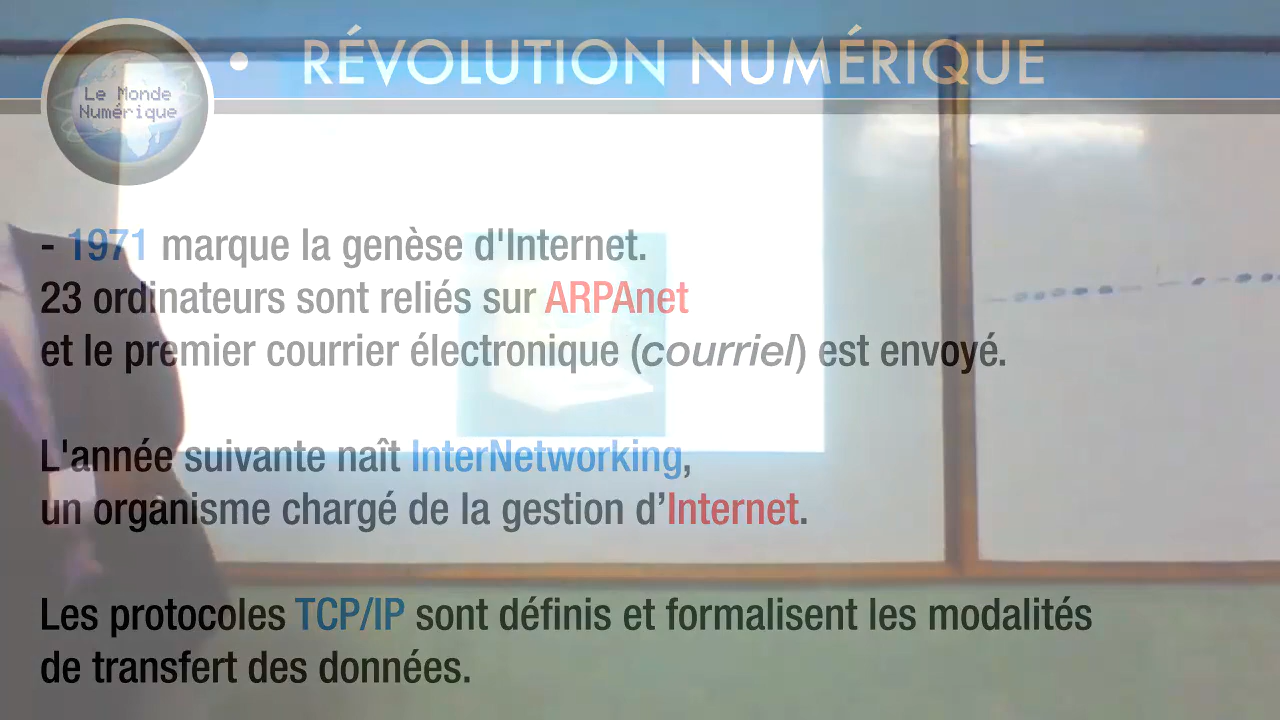 Le Monde
Numérique
• RÉVOLUTION NUMÉRIQUE
- 1971 marque la genèse d'Internet.
23 ordinateurs sont reliés sur ARPAnet
et le premier courrier électronique (courriel) est envoyé.
L'année suivante naît InterNetworking,
un organisme chargé de la gestion d’Internet.
Les protocoles TCP/IP sont définis et formalisent les modalités
de transfert des données.